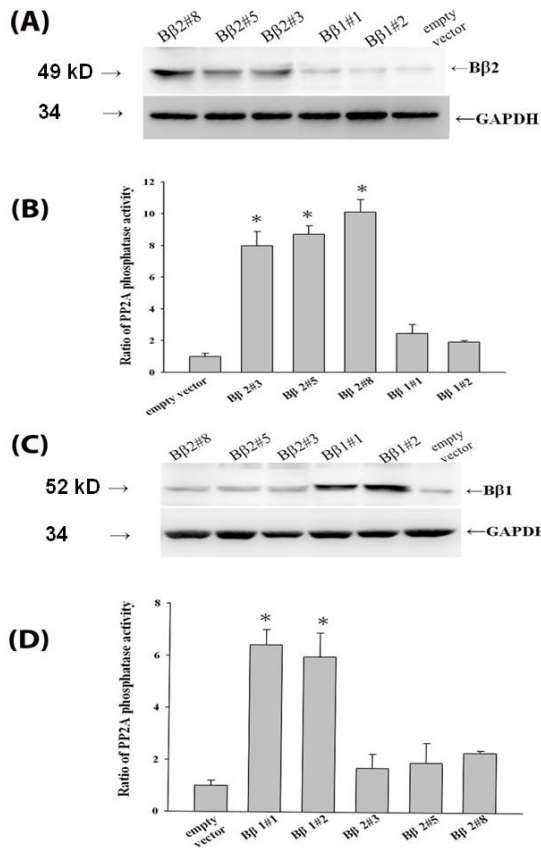 (A)
Bβ2#8 Bβ2#5 Bβ2#3 Bβ1#1 Bβ1#2 empty vector
49 kD → ←Bβ2
34 → ←GAPDH
(B)
Ratio of PP2A phosphatase activity
12
10
8
6
4
2
0
* * *
empty vector Bβ 2#3 Bβ 2#5 Bβ 2#8 Bβ 1#1 Bβ 1#2
(C)
Bβ2#8 Bβ2#5 Bβ2#3 Bβ1#1 Bβ1#2 empty vector
52 kD → ←Bβ1
34 → ←GAPDH
(D)
Ratio of PP2A phosphatase activity
8
6
4
2
0
* *
empty vector Bβ 1#1 Bβ 1#2 Bβ 2#3 Bβ 2#5 Bβ 2#8